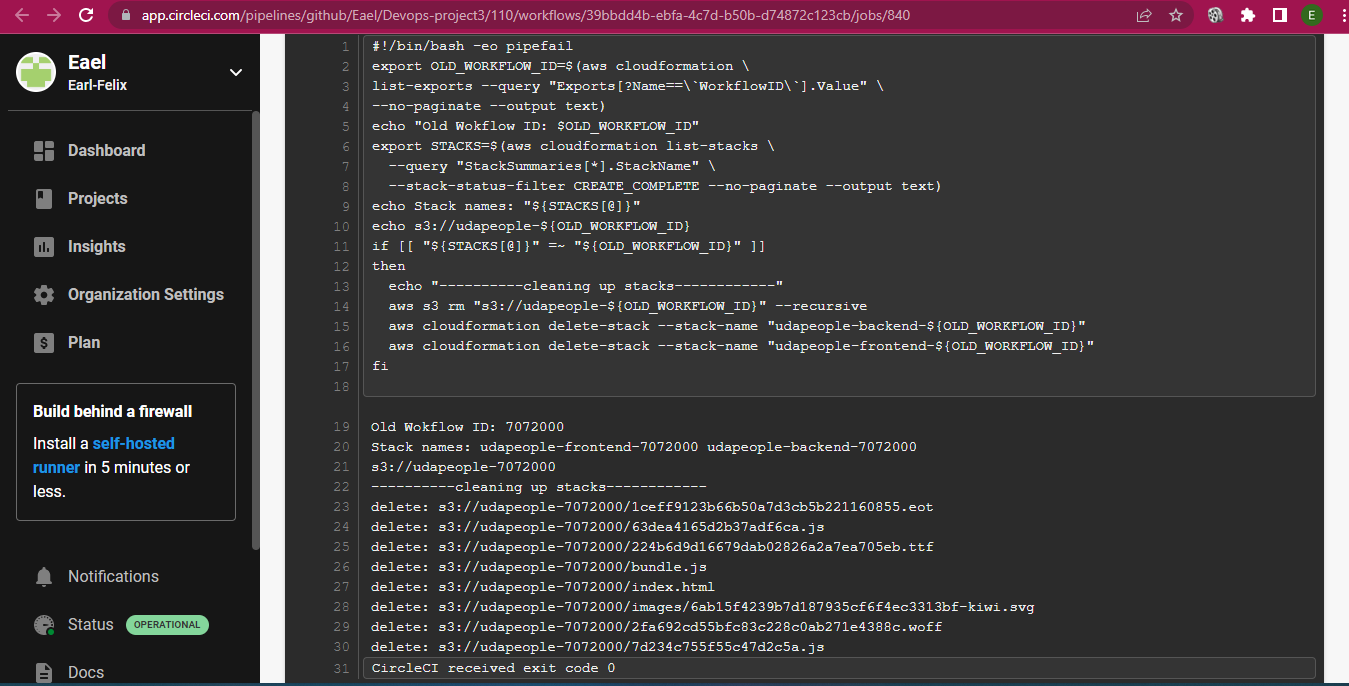 app.circleci.com/pipelines/github/Eael/Devops-project3/110/workflows/39bbdd4b-ebfa-4c7d-b50b-d74872c123cb/jobs/840
E
Eael
Earl-Felix
Dashboard
Projects
Insights
Organization Settings
Plan
Build behind a firewall
Install a self-hosted
runner in 5 minutes or
less.
Notifications
Status OPERATIONAL
Docs
1 #!/bin/bash -eo pipefail
2 export OLD_WORKFLOW_ID=$(aws cloudformation \
3 list-exports --query "Exports[?Name==\`WorkflowID\`].Value" \
4 --no-paginate --output text)
5 echo "Old Wokflow ID: $OLD_WORKFLOW_ID"
6 export STACKS=$(aws cloudformation list-stacks \
7   --query "StackSummaries[*].StackName" \
8   --stack-status-filter CREATE_COMPLETE --no-paginate --output text)
9 echo Stack names: "${STACKS[@]}"
10 echo s3://udapeople-${OLD_WORKFLOW_ID}
11 if [[ "${STACKS[@]}" =~ "${OLD_WORKFLOW_ID}" ]]
12 then
13   echo "----------cleaning up stacks------------"
14   aws s3 rm "s3://udapeople-${OLD_WORKFLOW_ID}" --recursive
15   aws cloudformation delete-stack --stack-name "udapeople-backend-${OLD_WORKFLOW_ID}"
16   aws cloudformation delete-stack --stack-name "udapeople-frontend-${OLD_WORKFLOW_ID}"
17 fi
18
19 Old Wokflow ID: 7072000
20 Stack names: udapeople-frontend-7072000 udapeople-backend-7072000
21 s3://udapeople-7072000
22 ----------cleaning up stacks------------
23 delete: s3://udapeople-7072000/1ceff9123b66b50a7d3cb5b221160855.eot
24 delete: s3://udapeople-7072000/63dea4165d2b37adf6ca.js
25 delete: s3://udapeople-7072000/224b6d9d16679dab02826a2a7ea705eb.ttf
26 delete: s3://udapeople-7072000/bundle.js
27 delete: s3://udapeople-7072000/index.html
28 delete: s3://udapeople-7072000/images/6ab15f4239b7d187935cf6f4ec3313bf-kiwi.svg
29 delete: s3://udapeople-7072000/2fa692cd55bfc83c228c0ab271e4388c.woff
30 delete: s3://udapeople-7072000/7d234c755f55c47d2c5a.js
31 CircleCI received exit code 0